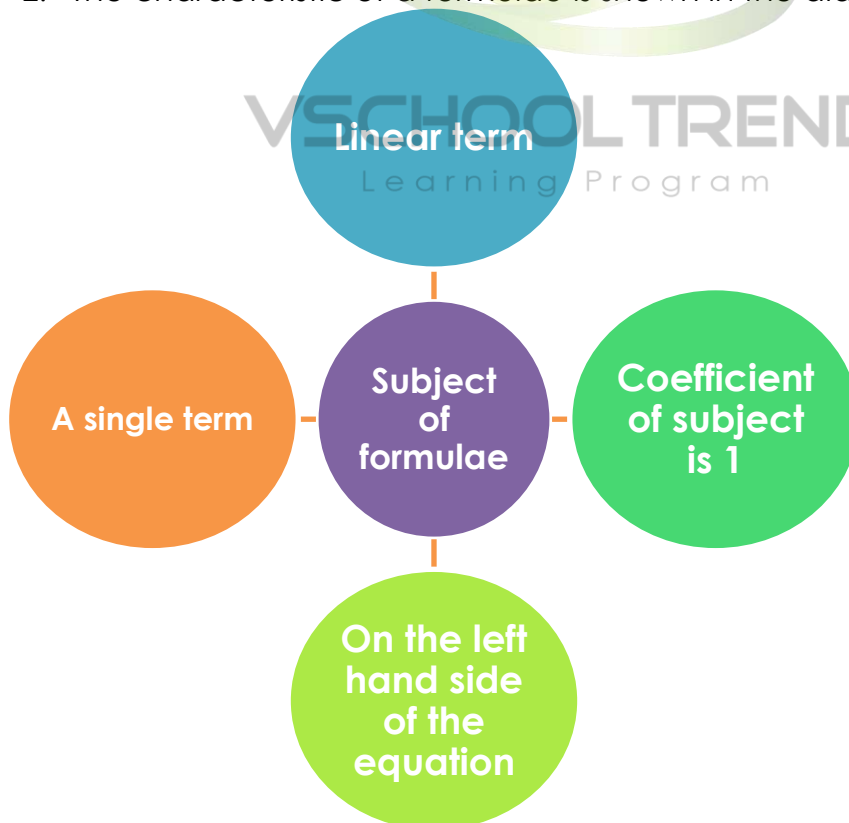 VSCHOOL TREND
Learning Program
Linear term
A single term
Subject
of
formulae
Coefficient
of subject
is 1
On the left
hand side
of the
equation